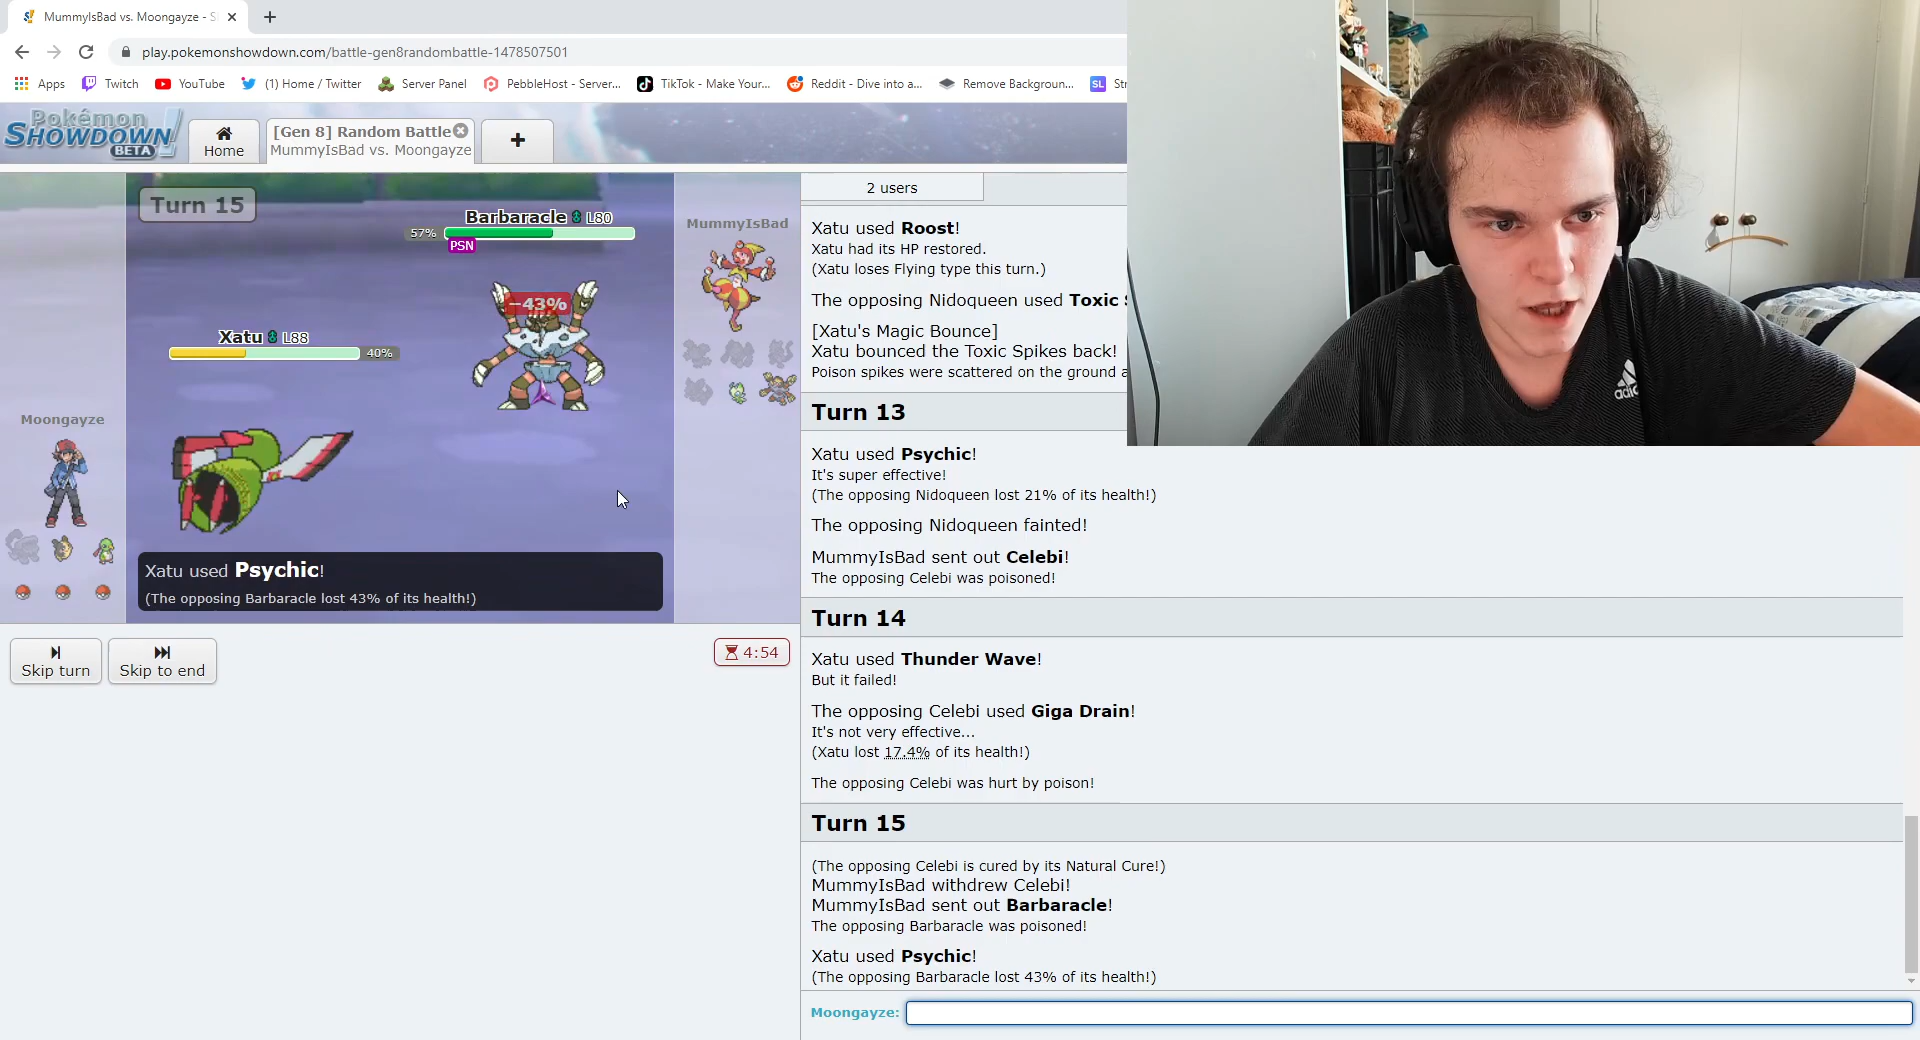 MummyIsBad vs. Moongayze - S
play.pokemonshowdown.com/battle-gen8randombattle-1478507501
Apps
Twitch
YouTube
(1) Home / Twitter
Server Panel
PebbleHost - Server...
TikTok - Make Your...
Reddit - Dive into a...
Remove Backgroun...
SL
Str
Pokémon
SHOWDOWN!
BETA
Home
[Gen 8] Random Battle
MummyIsBad vs. Moongayze
Turn 15
Barbaracle L80
57%
PSN
-43%
Xatu L88
40%
MummyIsBad
Moongayze
Xatu used Psychic!
(The opposing Barbaracle lost 43% of its health!)
Skip turn
Skip to end
4:54
2 users
Xatu used Roost!
Xatu had its HP restored.
(Xatu loses Flying type this turn.)
The opposing Nidoqueen used Toxic S
[Xatu's Magic Bounce]
Xatu bounced the Toxic Spikes back!
Poison spikes were scattered on the ground a
Turn 13
Xatu used Psychic!
It's super effective!
(The opposing Nidoqueen lost 21% of its health!)
The opposing Nidoqueen fainted!
MummyIsBad sent out Celebi!
The opposing Celebi was poisoned!
Turn 14
Xatu used Thunder Wave!
But it failed!
The opposing Celebi used Giga Drain!
It's not very effective...
(Xatu lost 17.4% of its health!)
The opposing Celebi was hurt by poison!
Turn 15
(The opposing Celebi is cured by its Natural Cure!)
MummyIsBad withdrew Celebi!
MummyIsBad sent out Barbaracle!
The opposing Barbaracle was poisoned!
Xatu used Psychic!
(The opposing Barbaracle lost 43% of its health!)
Moongayze:
adi